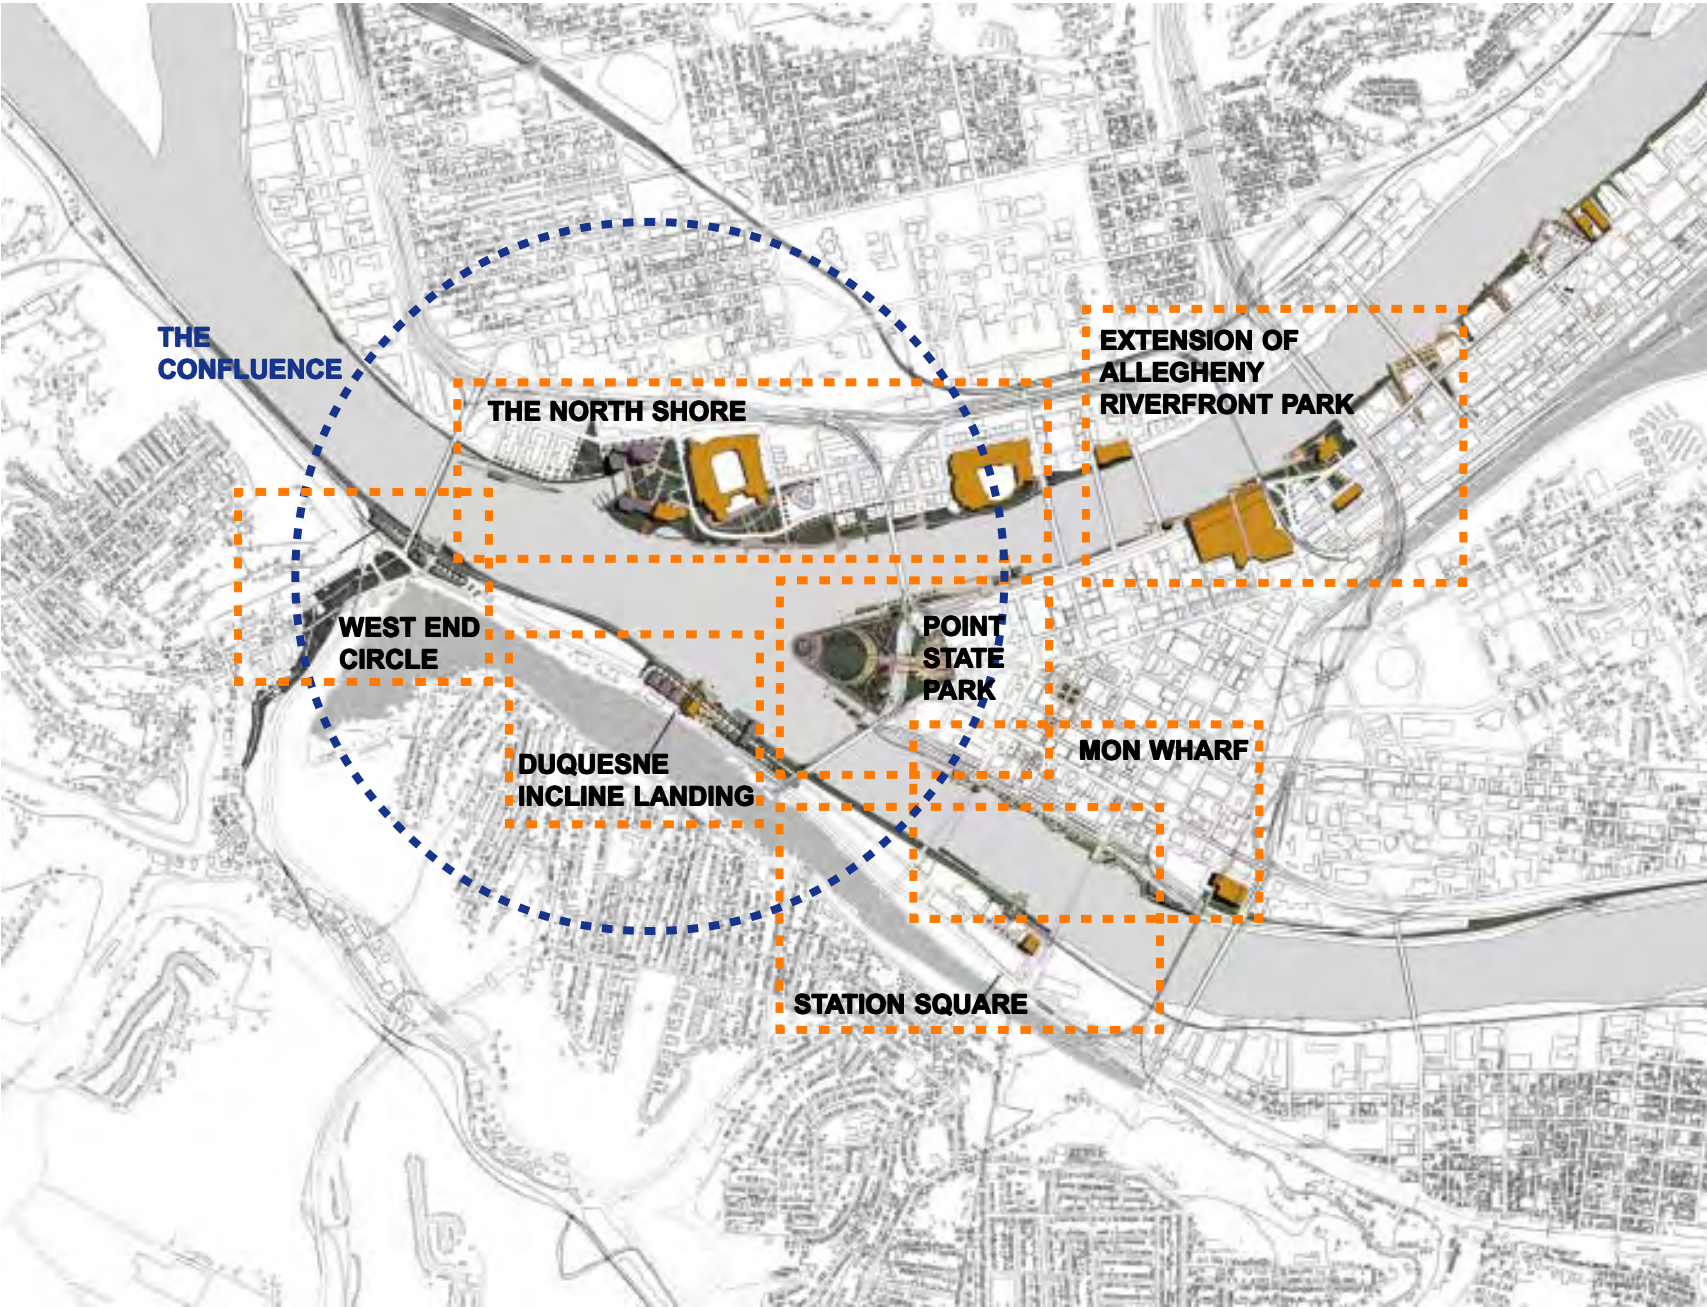 THE
CONFLUENCE
THE NORTH SHORE
EXTENSION OF
ALLEGHENY
RIVERFRONT PARK
WEST END
CIRCLE
POINT
STATE
PARK
DUQUESNE
INCLINE LANDING
MON WHARF
STATION SQUARE